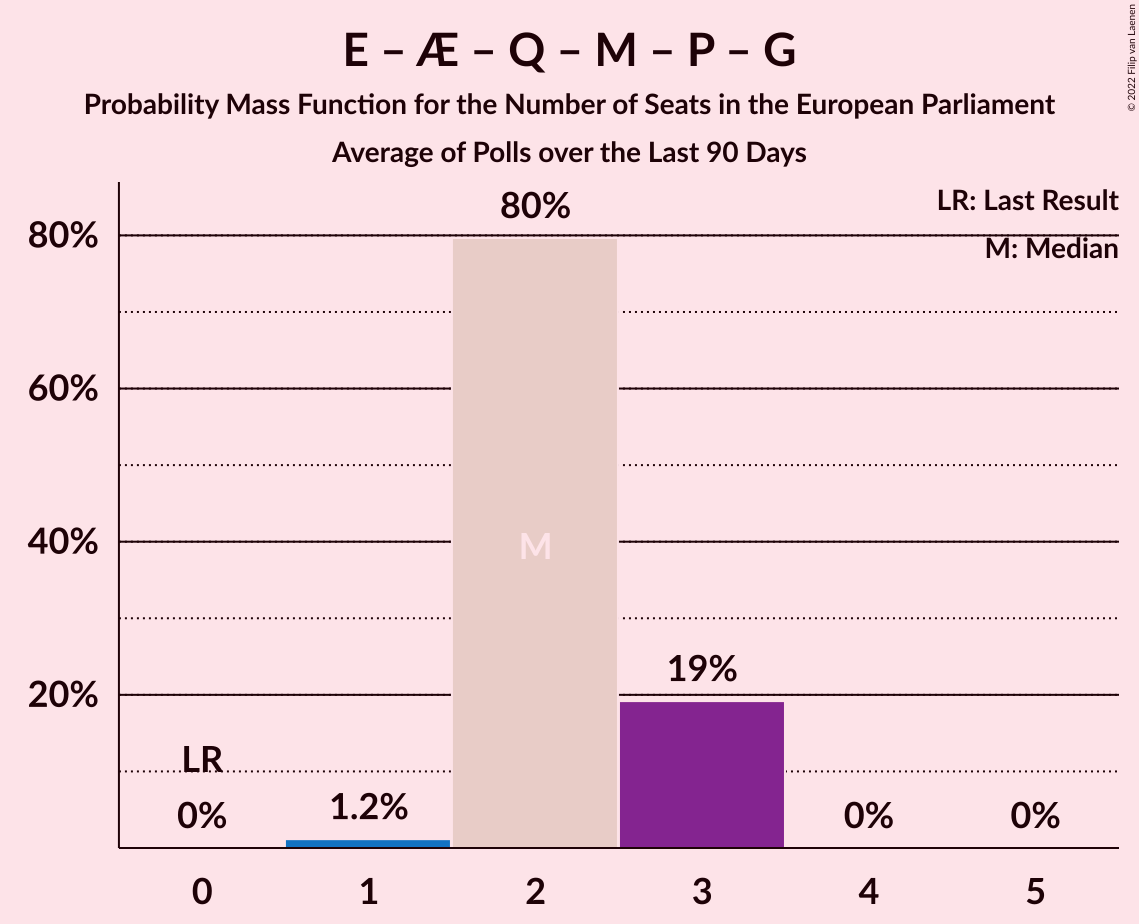 E – Æ – Q – M – P – G
Probability Mass Function for the Number of Seats in the European Parliament
Average of Polls over the Last 90 Days
© 2022 Filip van Laenen
LR: Last Result
M: Median
80%
60%
40%
20%
80%
M
19%
LR
0%
1.2%
0%
0%
0 1 2 3 4 5